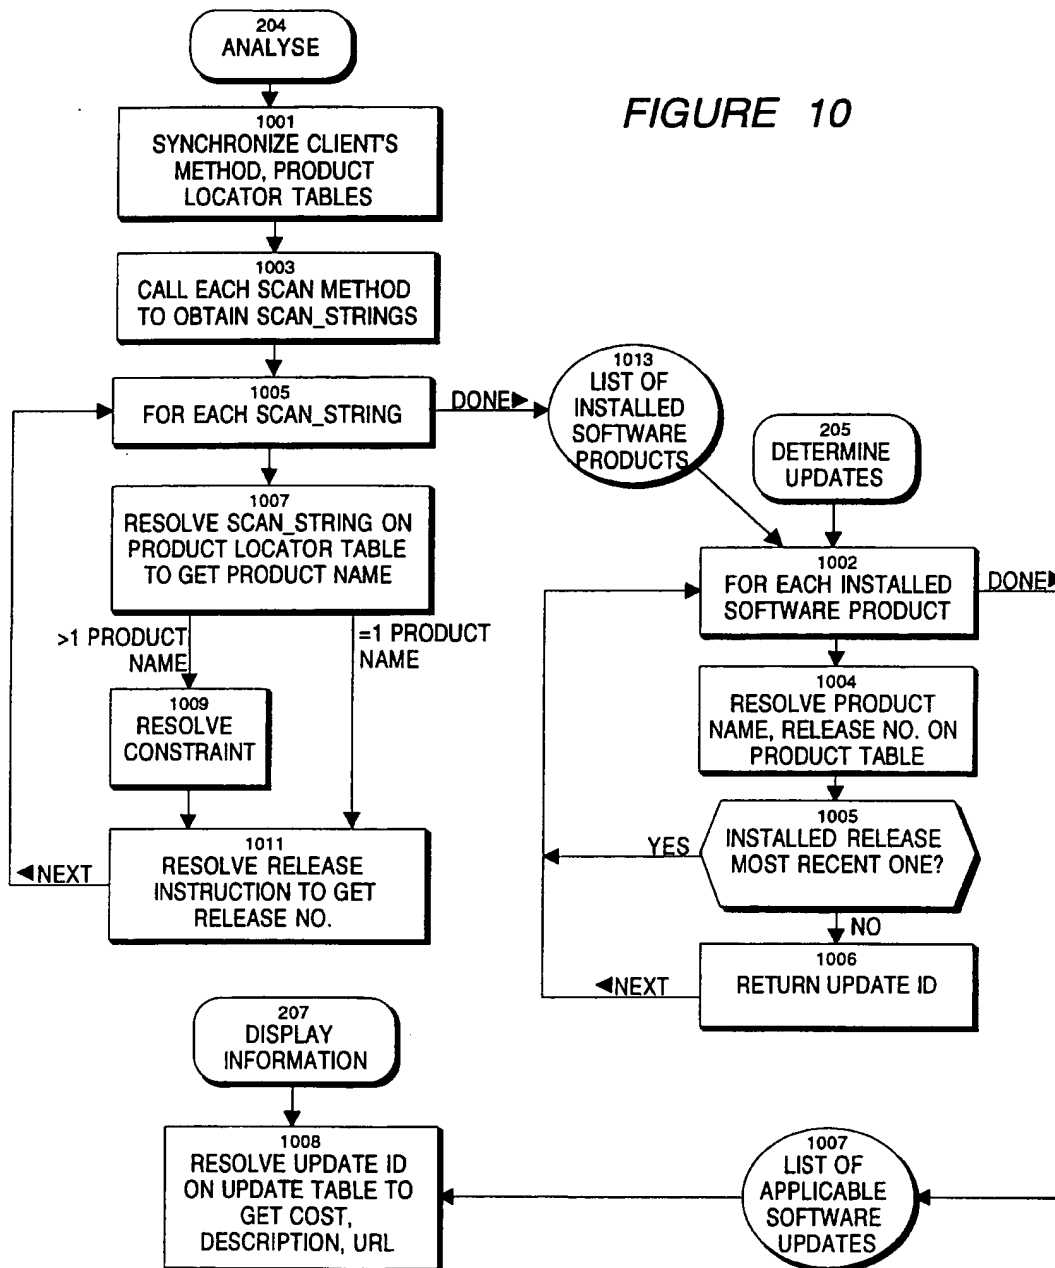 FIGURE 10
204
ANALYSE
1001
SYNCHRONIZE CLIENT'S
METHOD, PRODUCT
LOCATOR TABLES
1003
CALL EACH SCAN METHOD
TO OBTAIN SCAN_STRINGS
1005
FOR EACH SCAN_STRING
DONE
1007
RESOLVE SCAN_STRING ON
PRODUCT LOCATOR TABLE
TO GET PRODUCT NAME
>1 PRODUCT
NAME
=1 PRODUCT
NAME
1009
RESOLVE
CONSTRAINT
1011
RESOLVE RELEASE
INSTRUCTION TO GET
RELEASE NO.
NEXT
1013
LIST OF
INSTALLED
SOFTWARE
PRODUCTS
205
DETERMINE
UPDATES
1002
FOR EACH INSTALLED
SOFTWARE PRODUCT
DONE
1004
RESOLVE PRODUCT
NAME, RELEASE NO. ON
PRODUCT TABLE
1005
INSTALLED RELEASE
MOST RECENT ONE?
YES
NO
1006
RETURN UPDATE ID
NEXT
207
DISPLAY
INFORMATION
1008
RESOLVE UPDATE ID
ON UPDATE TABLE TO
GET COST,
DESCRIPTION, URL
1007
LIST OF
APPLICABLE
SOFTWARE
UPDATES